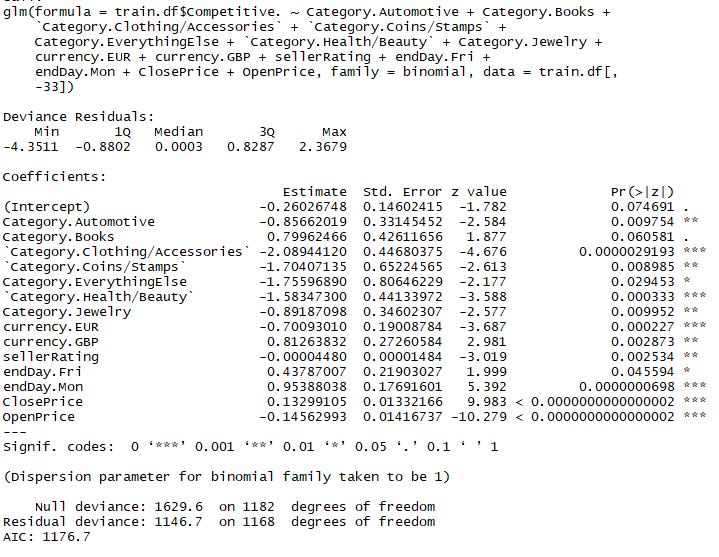 glm(formula = train.df$Competitive. ~ Category.Automotive + Category.Books +
    `Category.Clothing/Accessories` + `Category.Coins/Stamps` +
    Category.EverythingElse + `Category.Health/Beauty` + Category.Jewelry +
    currency.EUR + currency.GBP + sellerRating + endDay.Fri +
    endDay.Mon + ClosePrice + OpenPrice, family = binomial, data = train.df[,
    -33])
Deviance Residuals:
    Min       1Q   Median       3Q      Max
-4.3511  -0.8802   0.0003   0.8287   2.3679
Coefficients:
                                   Estimate  Std. Error z value             Pr(>|z|)
(Intercept)                     -0.26026748  0.14602415  -1.782             0.074691 .
Category.Automotive             -0.85662019  0.33145452  -2.584             0.009754 **
Category.Books                   0.79962466  0.42611656   1.877             0.060581 .
`Category.Clothing/Accessories` -2.08944120  0.44680375  -4.676         0.0000029193 ***
`Category.Coins/Stamps`         -1.70407135  0.65224565  -2.613             0.008985 **
Category.EverythingElse         -1.75596890  0.80646229  -2.177             0.029453 *
`Category.Health/Beauty`        -1.58347300  0.44133972  -3.588             0.000333 ***
Category.Jewelry                -0.89187098  0.34602307  -2.577             0.009952 **
currency.EUR                    -0.70093010  0.19008784  -3.687             0.000227 ***
currency.GBP                     0.81263832  0.27260584   2.981             0.002873 **
sellerRating                    -0.00004480  0.00001484  -3.019             0.002534 **
endDay.Fri                       0.43787007  0.21903027   1.999             0.045594 *
endDay.Mon                       0.95388038  0.17691601   5.392         0.0000000698 ***
ClosePrice                       0.13299105  0.01332166   9.983 < 0.0000000000000002 ***
OpenPrice                       -0.14562993  0.01416737 -10.279 < 0.0000000000000002 ***
---
Signif. codes:  0 ‘***’ 0.001 ‘**’ 0.01 ‘*’ 0.05 ‘.’ 0.1 ‘ ’ 1
(Dispersion parameter for binomial family taken to be 1)
    Null deviance: 1629.6  on 1182  degrees of freedom
Residual deviance: 1146.7  on 1168  degrees of freedom
AIC: 1176.7